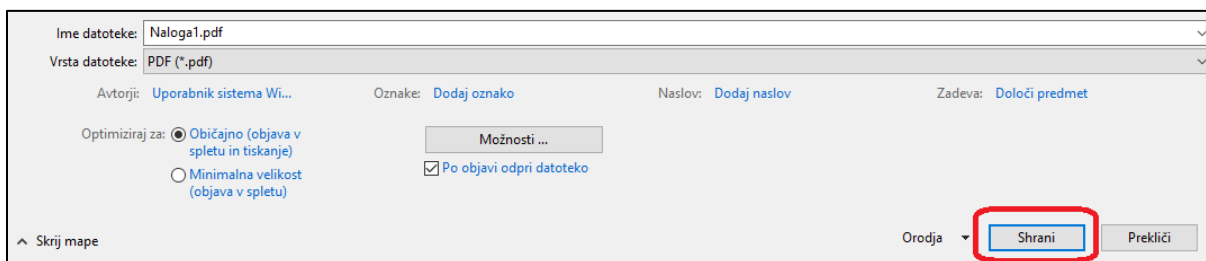 Ime datoteke: Naloga1.pdf
Vrsta datoteke: PDF (*.pdf)
Avtorji: Uporabnik sistema Wi... Oznake: Dodaj oznako Naslov: Dodaj naslov Zadeva: Določi predmet
Optimiziraj za: Običajno (objava v
spletu in tiskanje)
Minimalna velikost
(objava v spletu)
Možnosti ...
Po objavi odpri datoteko
Skrij mape Orodja Shrani Prekliči